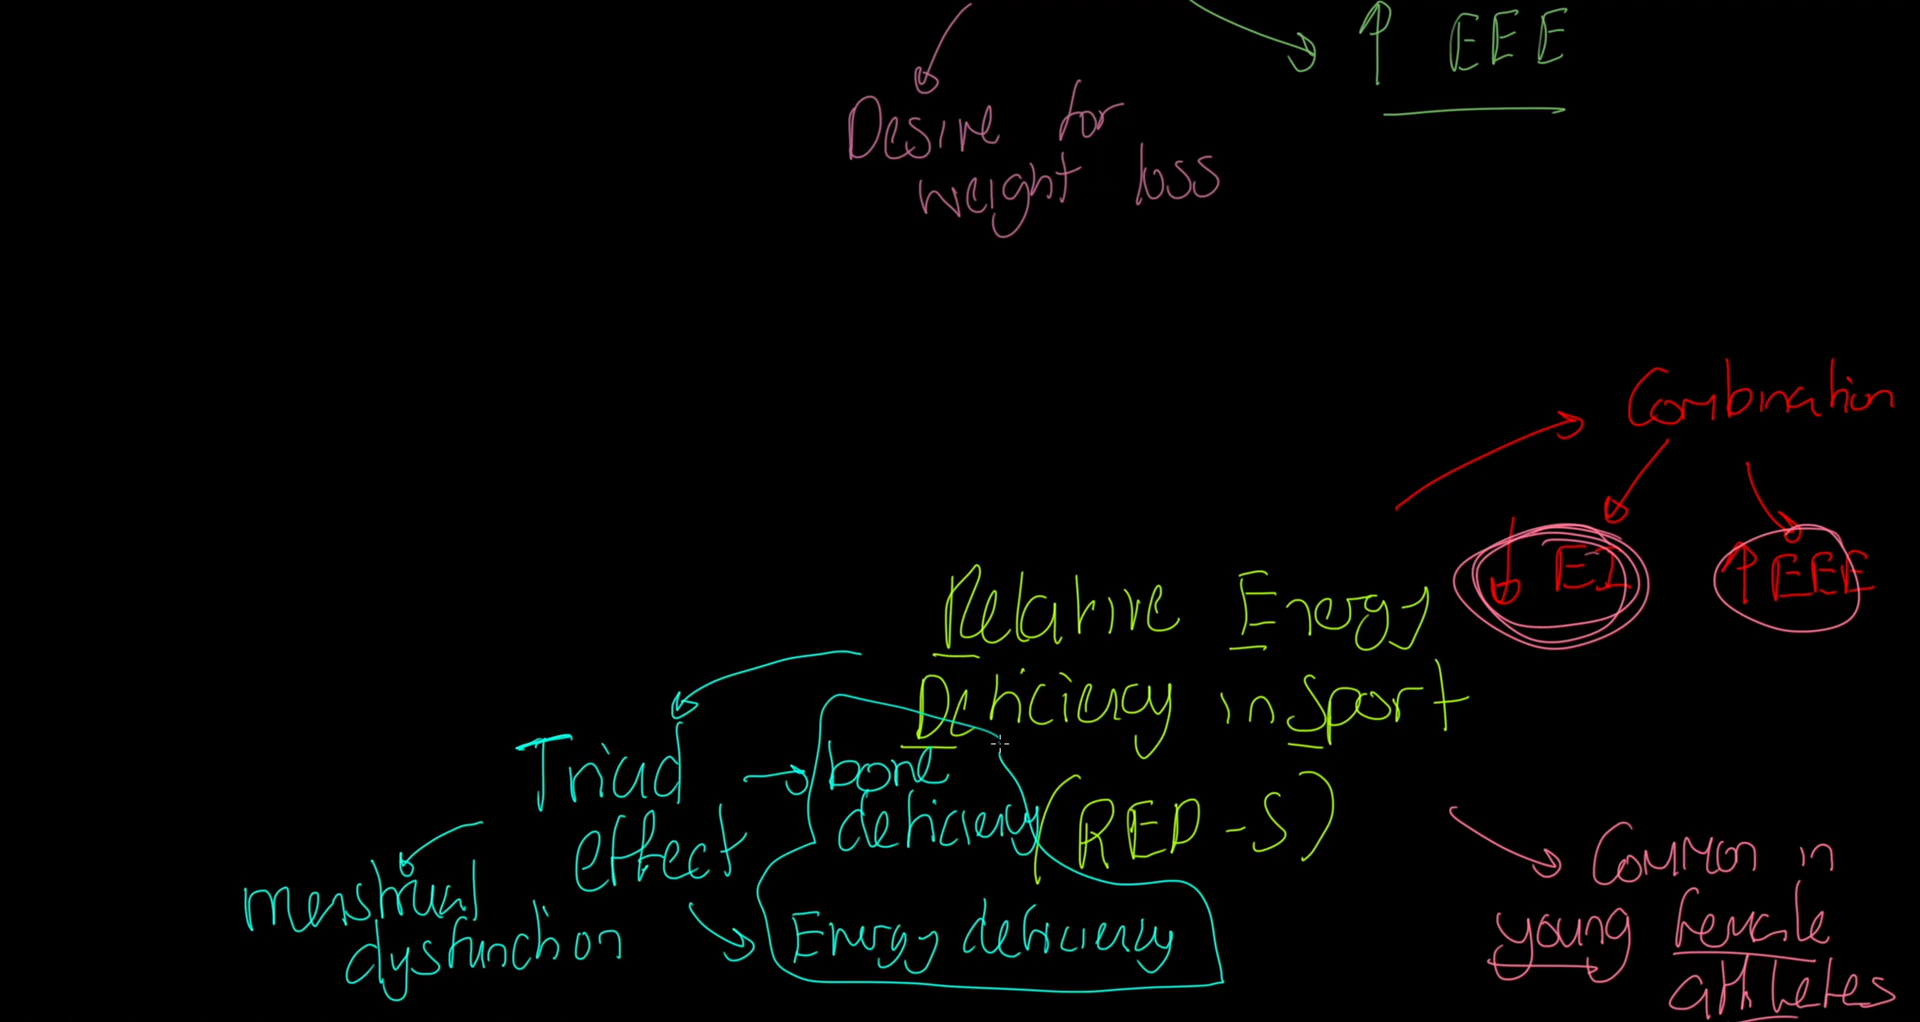 ↑ EEE
Desire for
weight loss
Combination
↓ EI ↑ EEE
Relative Energy
Deficiency in Sport
(RED-S)
Triad
effect
bone
deficiency
menstrual
dysfunction
Energy deficiency
Common in
young female
athletes